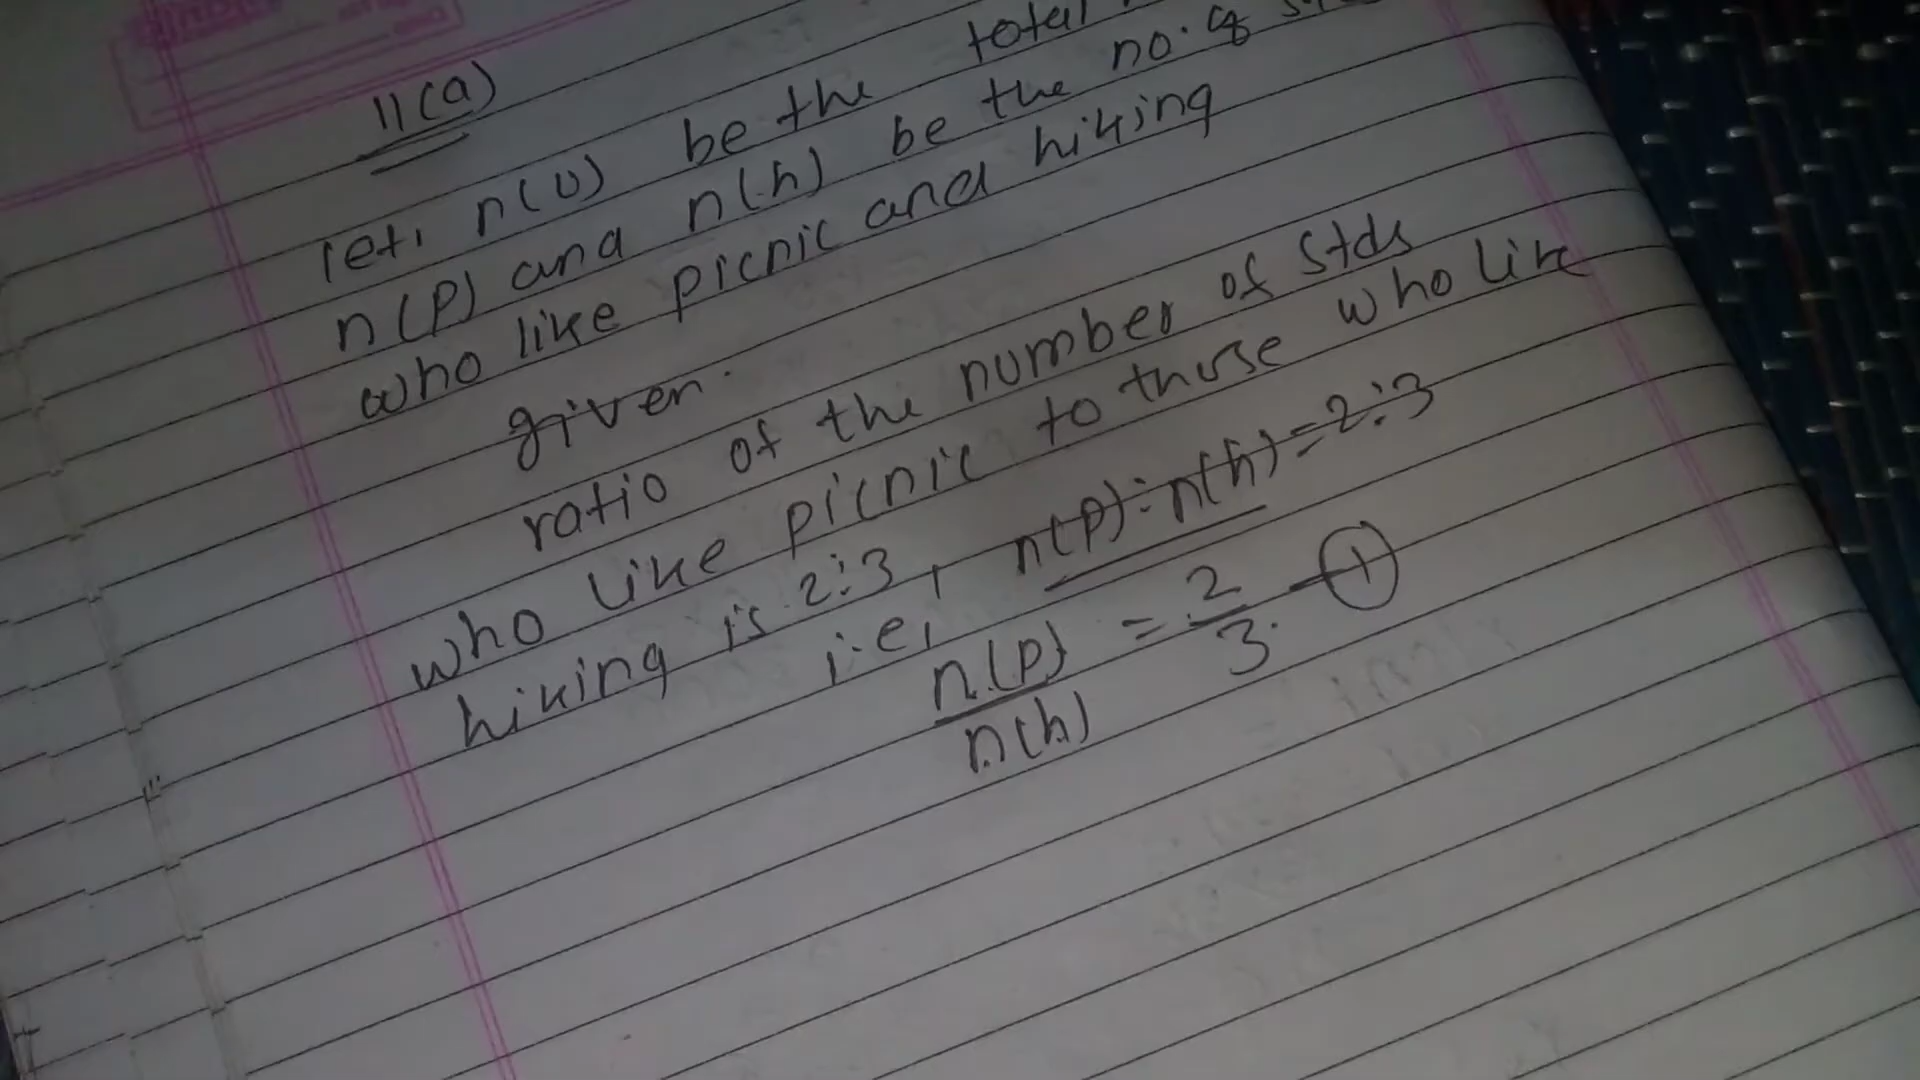 11(a)
let, n(U) be the total
n(p) and n(h) be the no. of
who like picnic and hiking
given.
ratio of the number of stds
who like picnic to those who like
hiking is 2:3, n(p):n(h)=2:3
i.e, n(p)/n(h) = 2/3. —①